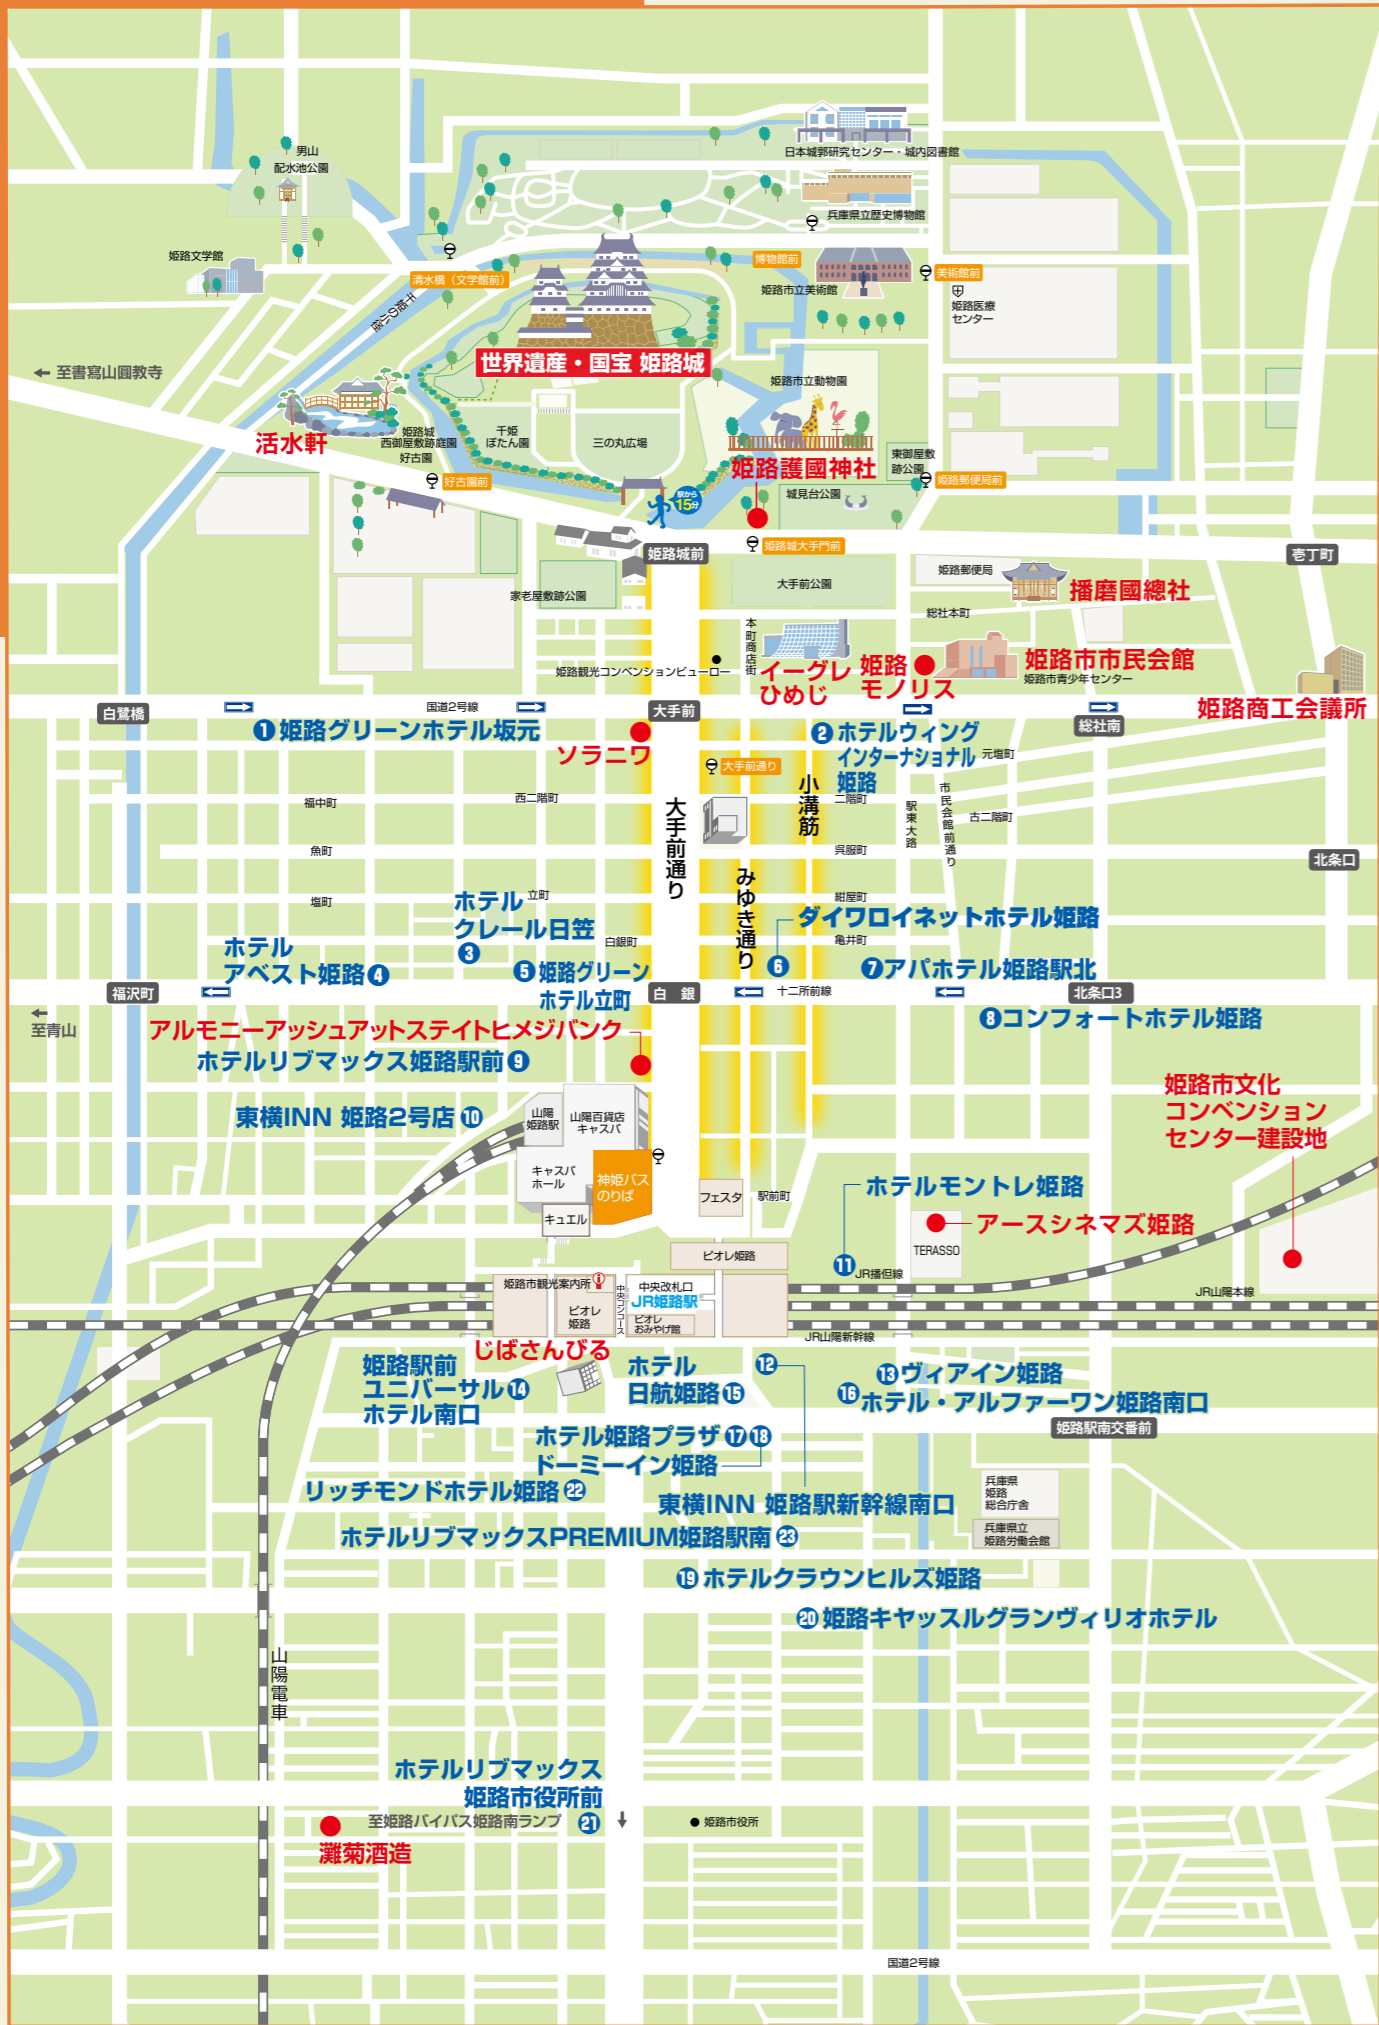 日本城郭研究センター・城内図書館
男山
配水池公園
兵庫県立歴史博物館
姫路文学館
博物館前
清水橋（文学館前）
美術館前
姫路市立美術館
姫路医療
センター
千姫の小径
世界遺産・国宝 姫路城
← 至書寫山圓教寺
姫路市立動物園
活水軒
姫路城
西御屋敷跡庭園
好古園
千姫
ぼたん園
三の丸広場
東御屋敷
跡公園
姫路護國神社
好古園前
姫路郵便局前
駅から
15分
城見台公園
姫路城前
姫路城大手門前
壱丁町
姫路郵便局
大手前公園
家老屋敷跡公園
播磨國總社
総社本町
本町商店街
姫路観光コンベンションビューロー
イーグレ
ひめじ
姫路
モノリス
姫路市市民会館
姫路市青少年センター
姫路商工会議所
白鷺橋
国道2号線
大手前
総社南
1 姫路グリーンホテル坂元
ソラニワ
2 ホテルウィング
インターナショナル
姫路
元塩町
大手前通り
小溝筋
二階町
西二階町
福中町
大手前通り
駅東大路
市民会館前通り
古二階町
魚町
呉服町
北条口
みゆき通り
塩町
立町
紺屋町
ホテル
クレール日笠
3
ダイワロイネットホテル姫路
6
白銀町
亀井町
ホテル
アベスト姫路 4
5 姫路グリーン
ホテル立町
7 アパホテル姫路駅北
福沢町
白 銀
十二所前線
北条口3
←
至青山
8 コンフォートホテル姫路
アルモニーアッシュアットステイトヒメジバンク
ホテルリブマックス姫路駅前 9
姫路市文化
コンベンション
センター建設地
東横INN 姫路2号店 10
山陽
姫路駅
山陽百貨店
キャスパ
キャスパ
ホール
神姫バス
のりば
フェスタ
駅前町
キュエル
ホテルモントレ姫路
11
アースシネマズ姫路
TERASSO
ピオレ姫路
JR播但線
姫路市観光案内所
中央改札口
JR姫路駅
中央コンコース
ピオレ
姫路
ピオレ
おみやげ館
JR山陽本線
JR山陽新幹線
じばさんびる
姫路駅前
ユニバーサル 14
ホテル南口
ホテル
日航姫路 15
12
13 ヴィアイン姫路
16 ホテル・アルファーワン姫路南口
姫路駅南交番前
ホテル姫路プラザ 17 18
ドーミーイン姫路
リッチモンドホテル姫路 22
東横INN 姫路駅新幹線南口
兵庫県
姫路
総合庁舎
兵庫県立
姫路労働会館
ホテルリブマックスPREMIUM姫路駅南 23
19 ホテルクラウンヒルズ姫路
20 姫路キャッスルグランヴィリオホテル
山陽電車
ホテルリブマックス
姫路市役所前
至姫路バイパス姫路南ランプ 21 ↓
姫路市役所
灘菊酒造
国道2号線